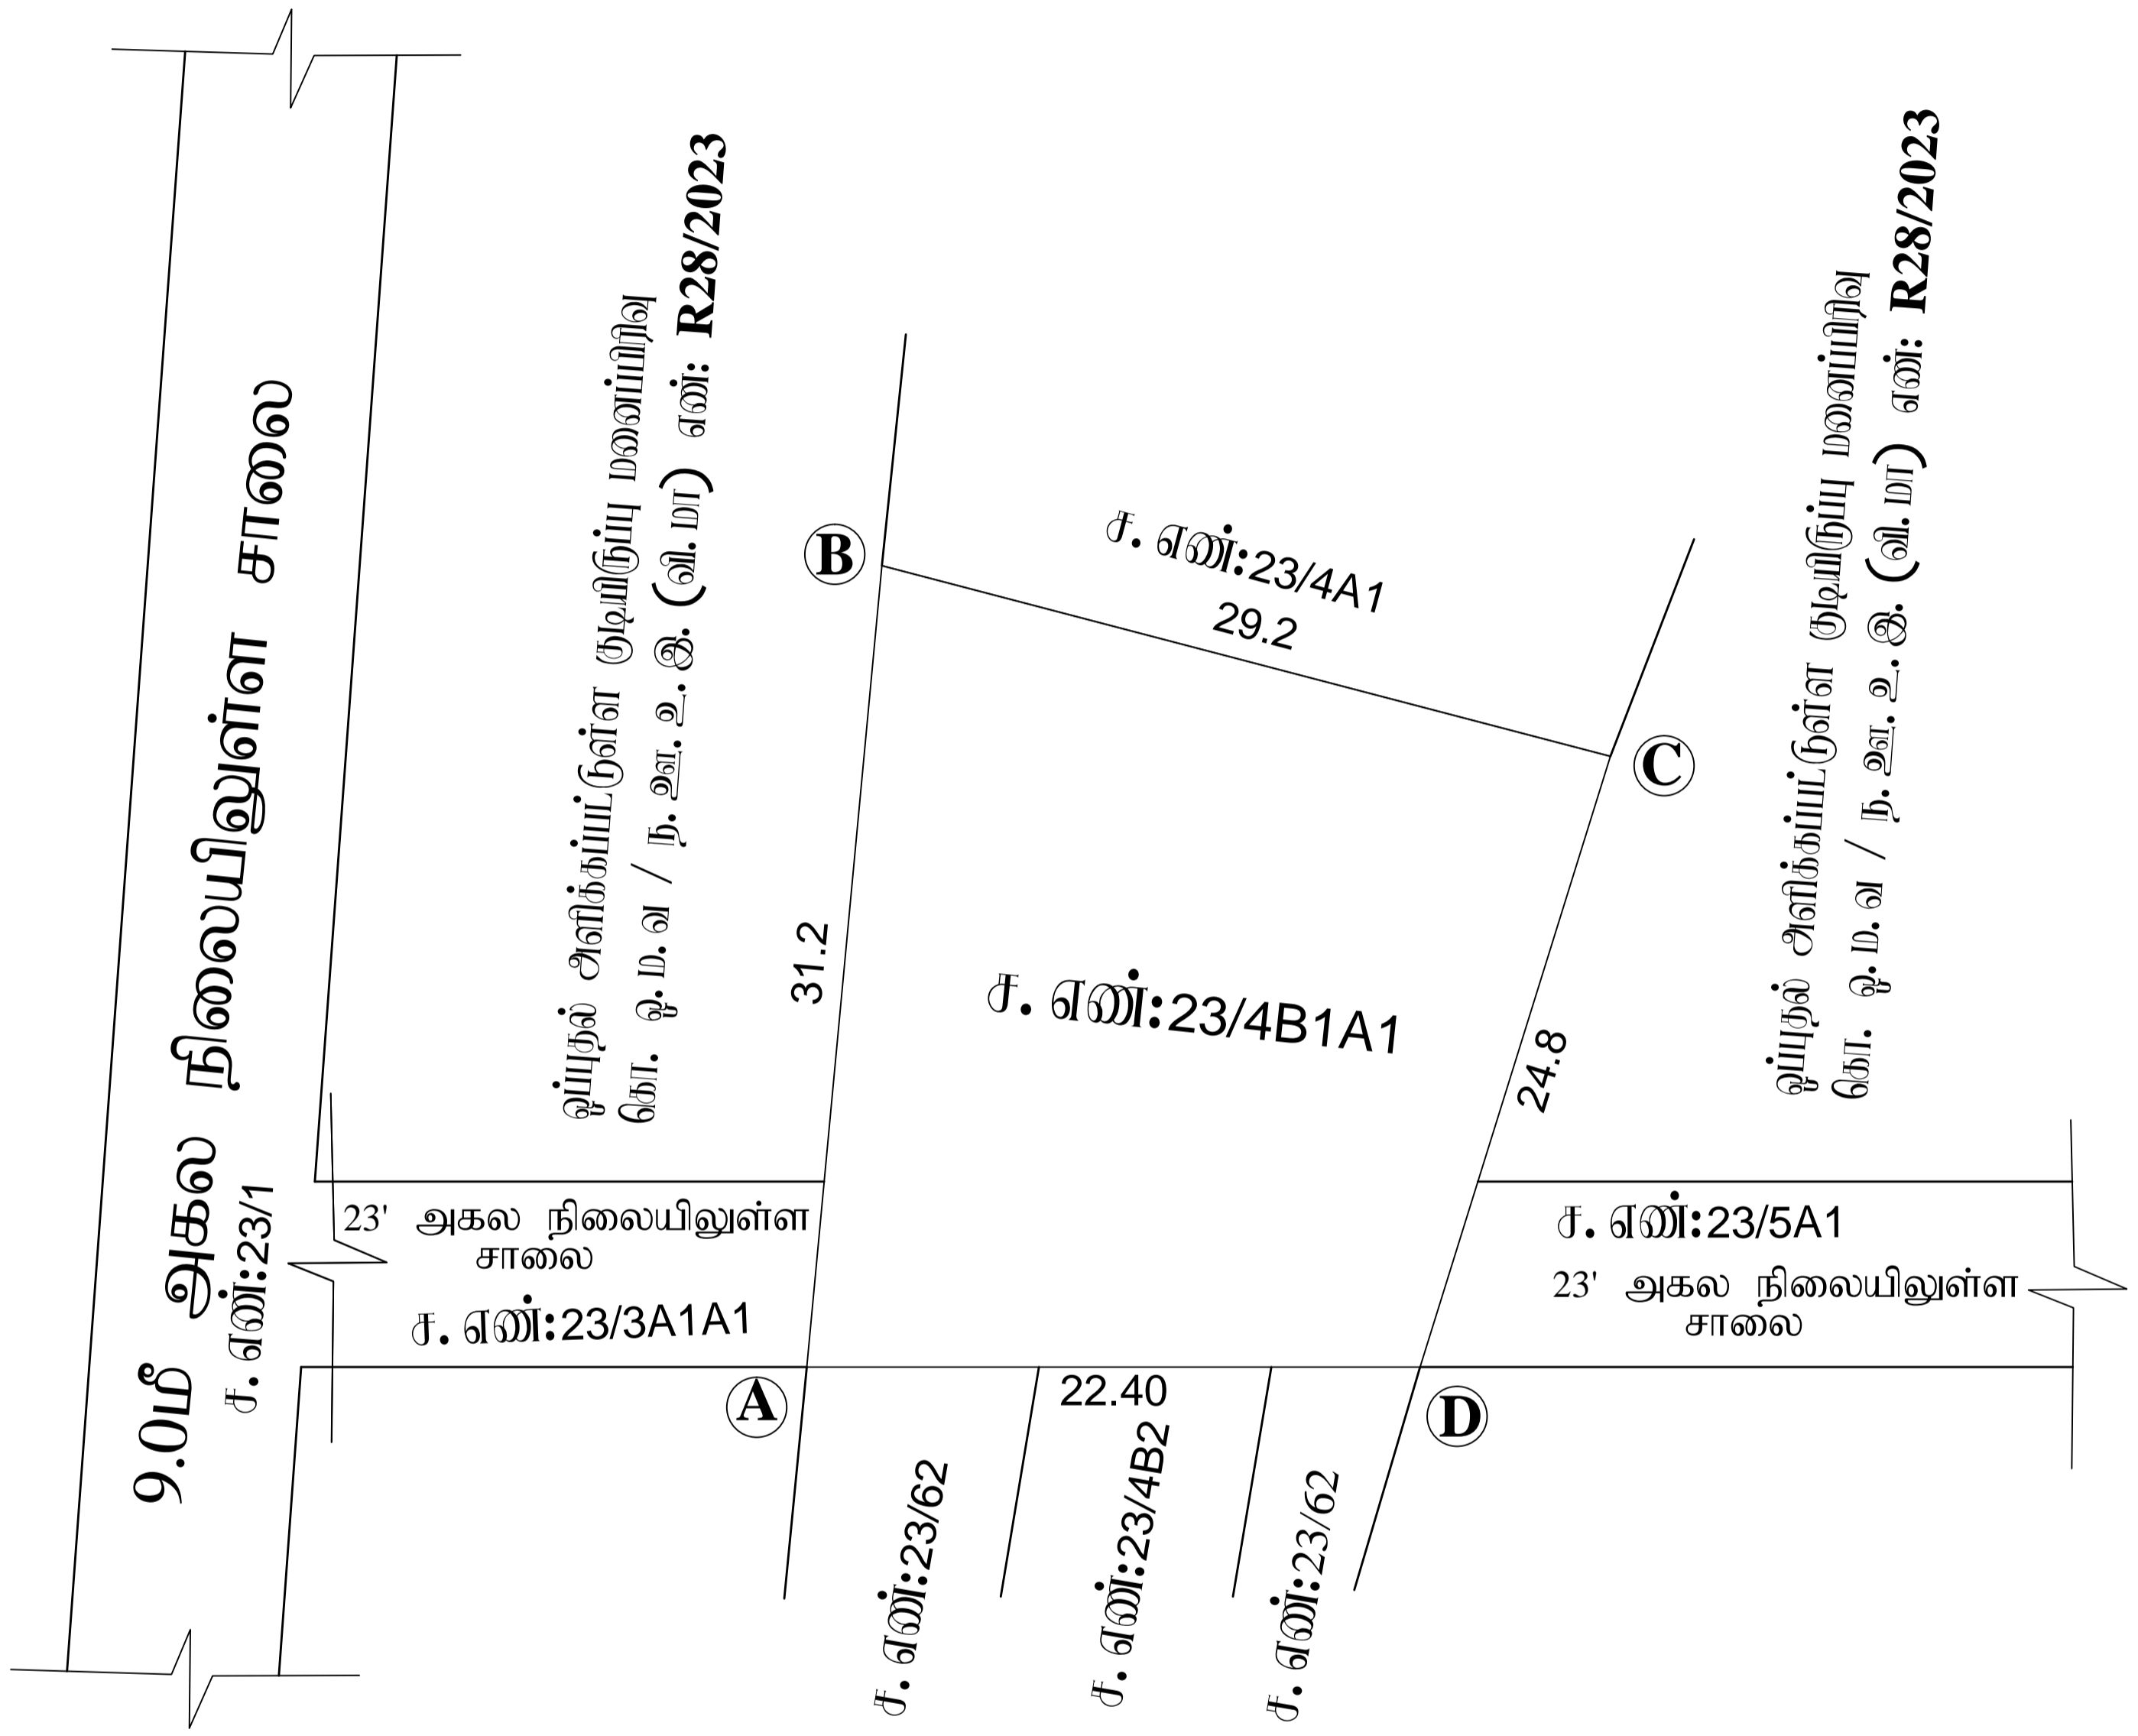 9.0மீ அகல நிலையிலுள்ள சாலை
ச.எண்:23/1
ஒப்புதல் அளிக்கப்பட்டுள்ள குடியிருப்பு மனைப்பிரிவு
கொ. ஒ.ம.வ / ந.ஊ.உ.இ. (வி.மா) எண்: R28/2023
B
ச.எண்:23/4A1
29.2
C
ஒப்புதல் அளிக்கப்பட்டுள்ள குடியிருப்பு மனைப்பிரிவு
கொ. ஒ.ம.வ / ந.ஊ.உ.இ. (வி.மா) எண்: R28/2023
31.2
ச.எண்:23/4B1A1
24.8
23' அகல நிலையிலுள்ள
சாலை
ச.எண்:23/3A1A1
ச.எண்:23/5A1
23' அகல நிலையிலுள்ள
சாலை
A
22.40
D
ச.எண்:23/62
ச.எண்:23/4B2
ச.எண்:23/62